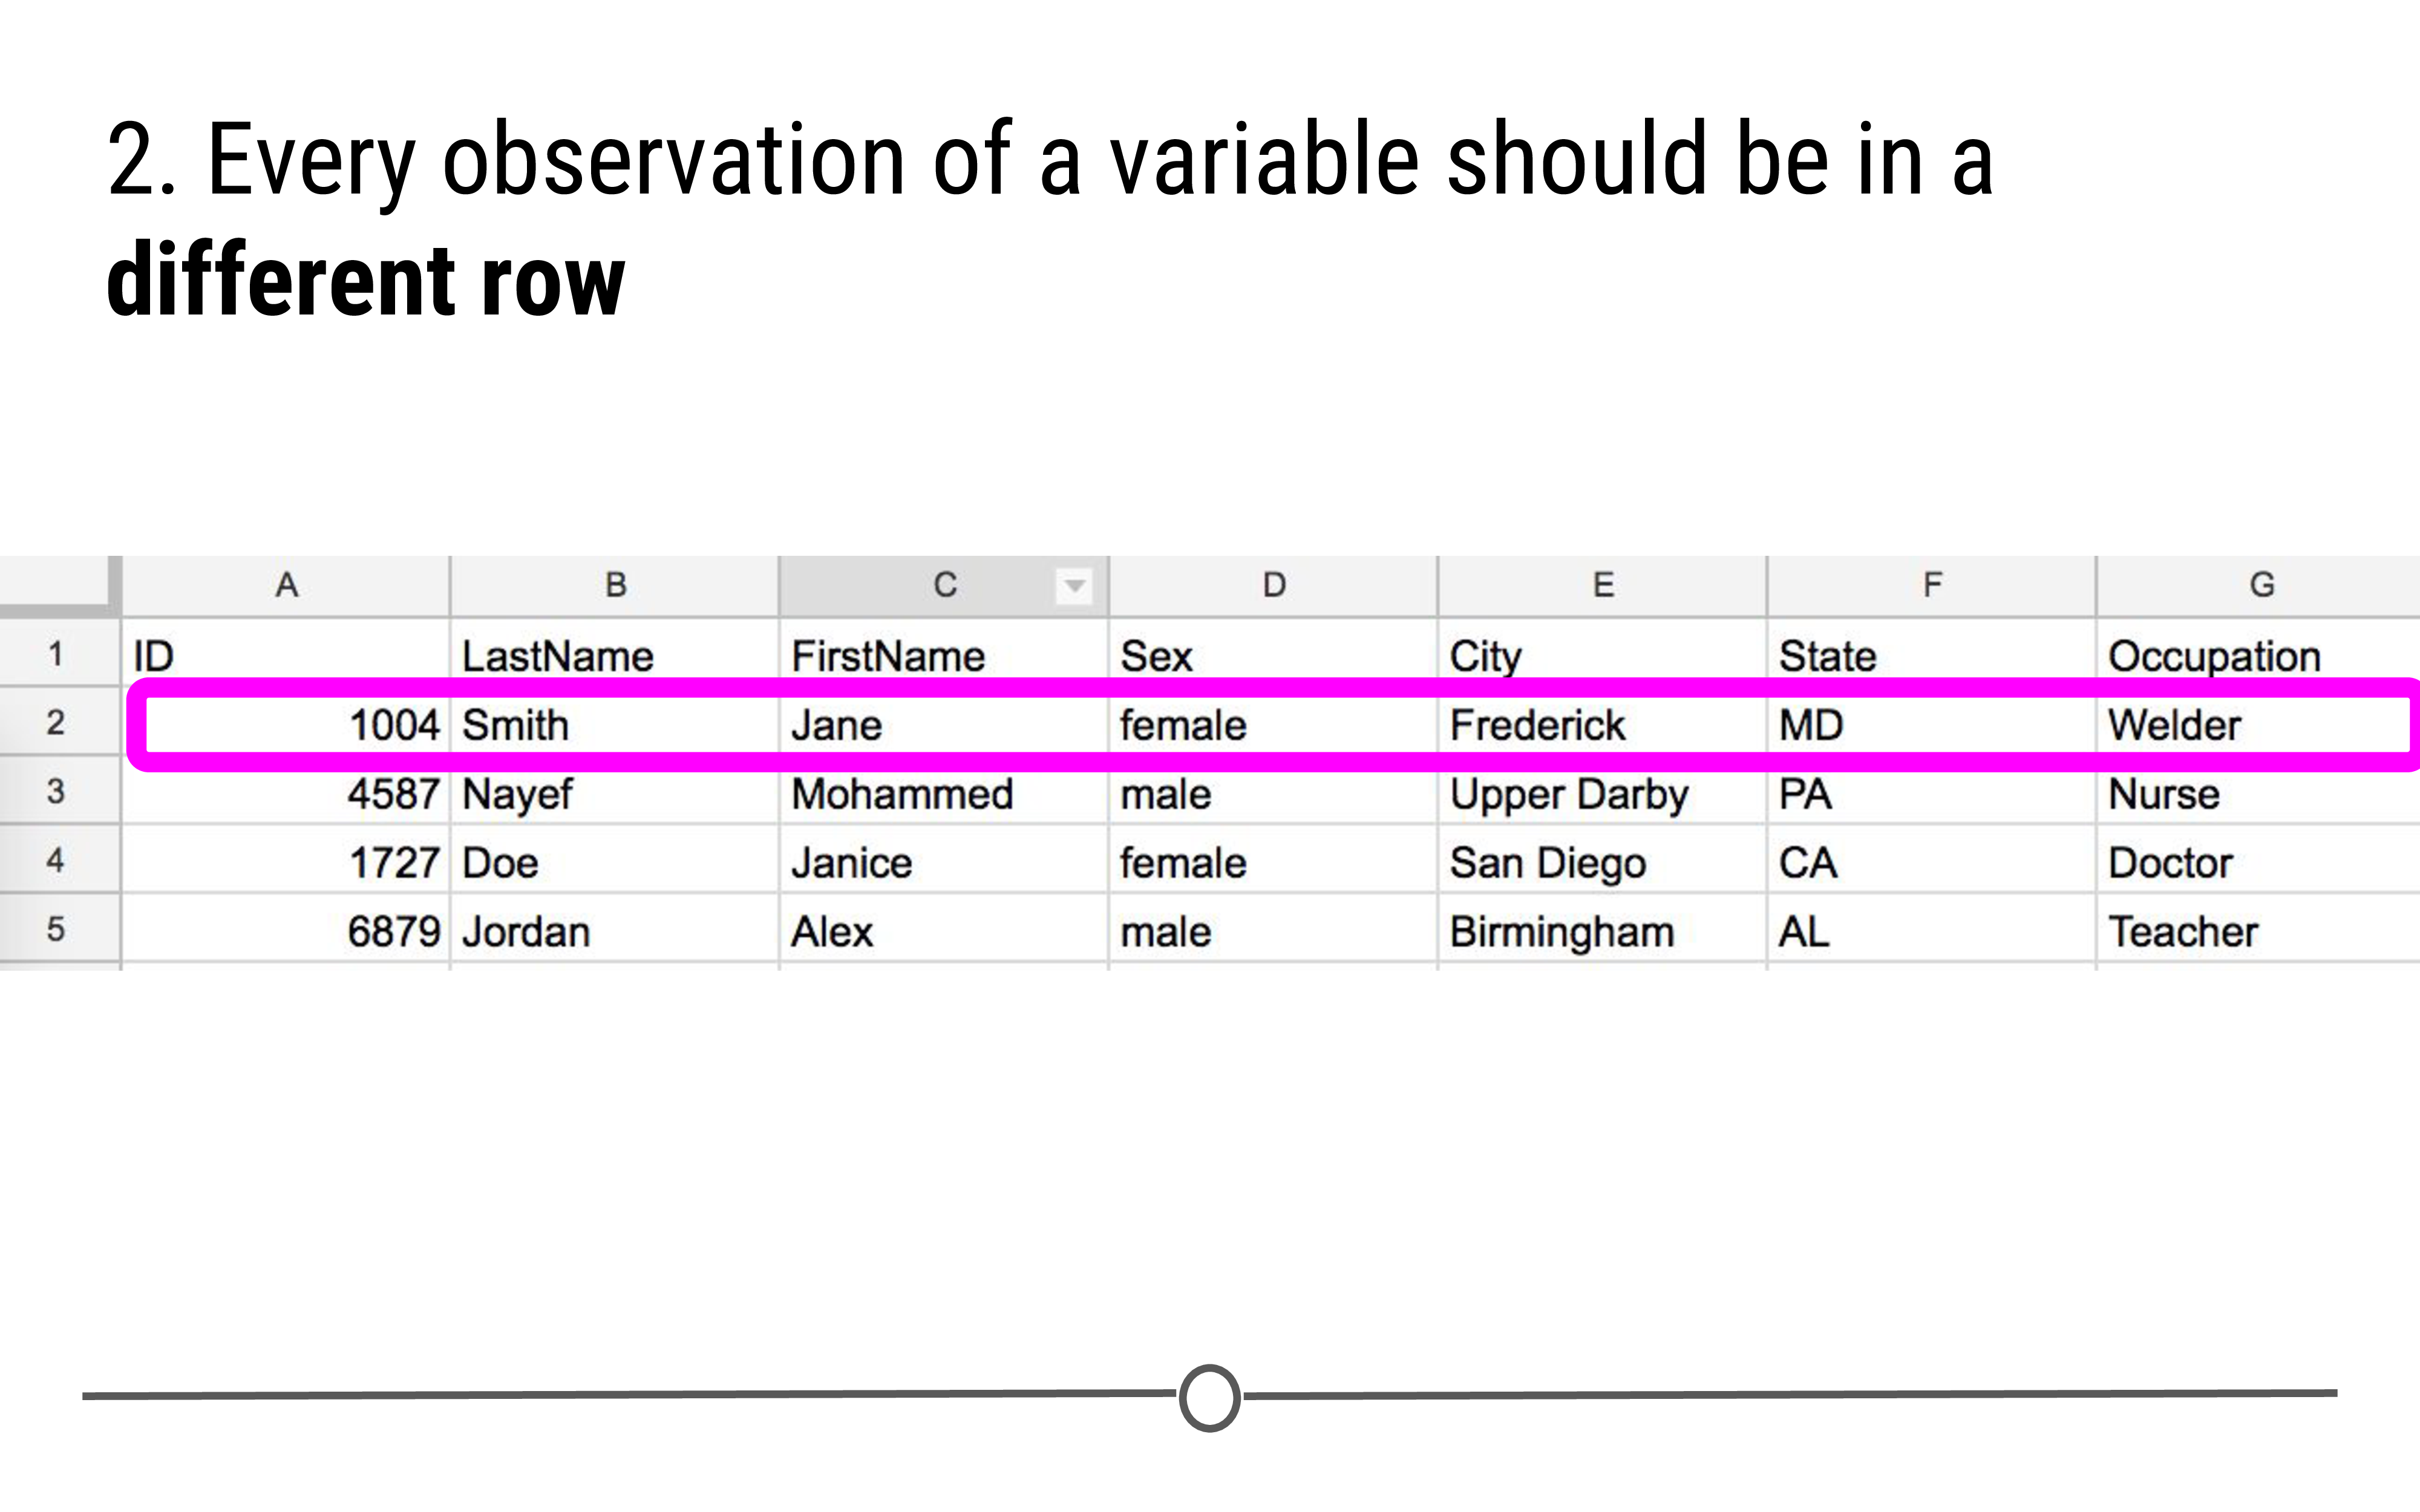 2. Every observation of a variable should be in a
different row
A B C D E F G
1 ID LastName FirstName Sex City State Occupation
2 1004 Smith Jane female Frederick MD Welder
3 4587 Nayef Mohammed male Upper Darby PA Nurse
4 1727 Doe Janice female San Diego CA Doctor
5 6879 Jordan Alex male Birmingham AL Teacher